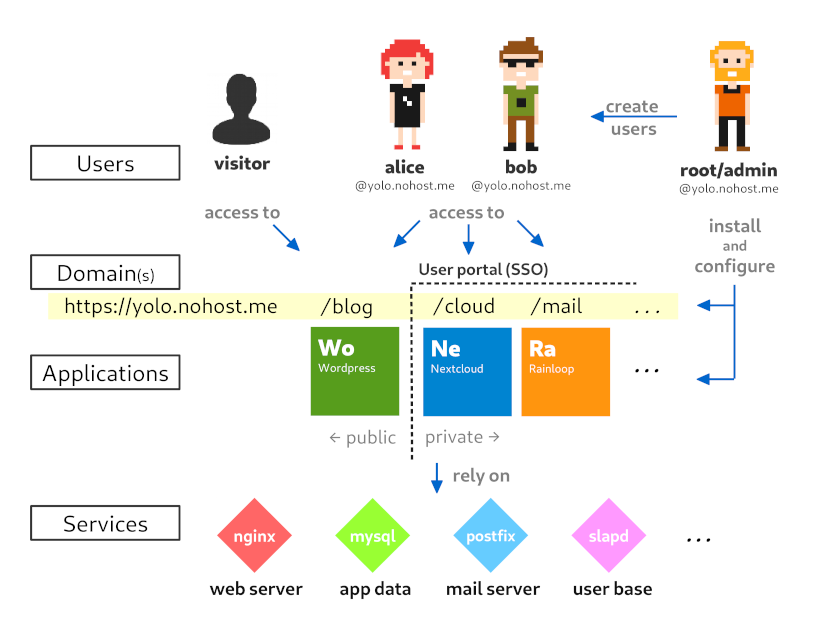 create
users
Users
visitor
alice
@yolo.nohost.me
bob
@yolo.nohost.me
root/admin
@yolo.nohost.me
access to
access to
install
and
configure
Domain(s)
User portal (SSO)
https://yolo.nohost.me /blog /cloud /mail ...
Applications
Wo
Wordpress
Ne
Nextcloud
Ra
Rainloop
...
← public
private →
rely on
Services
nginx
mysql
postfix
slapd
...
web server
app data
mail server
user base